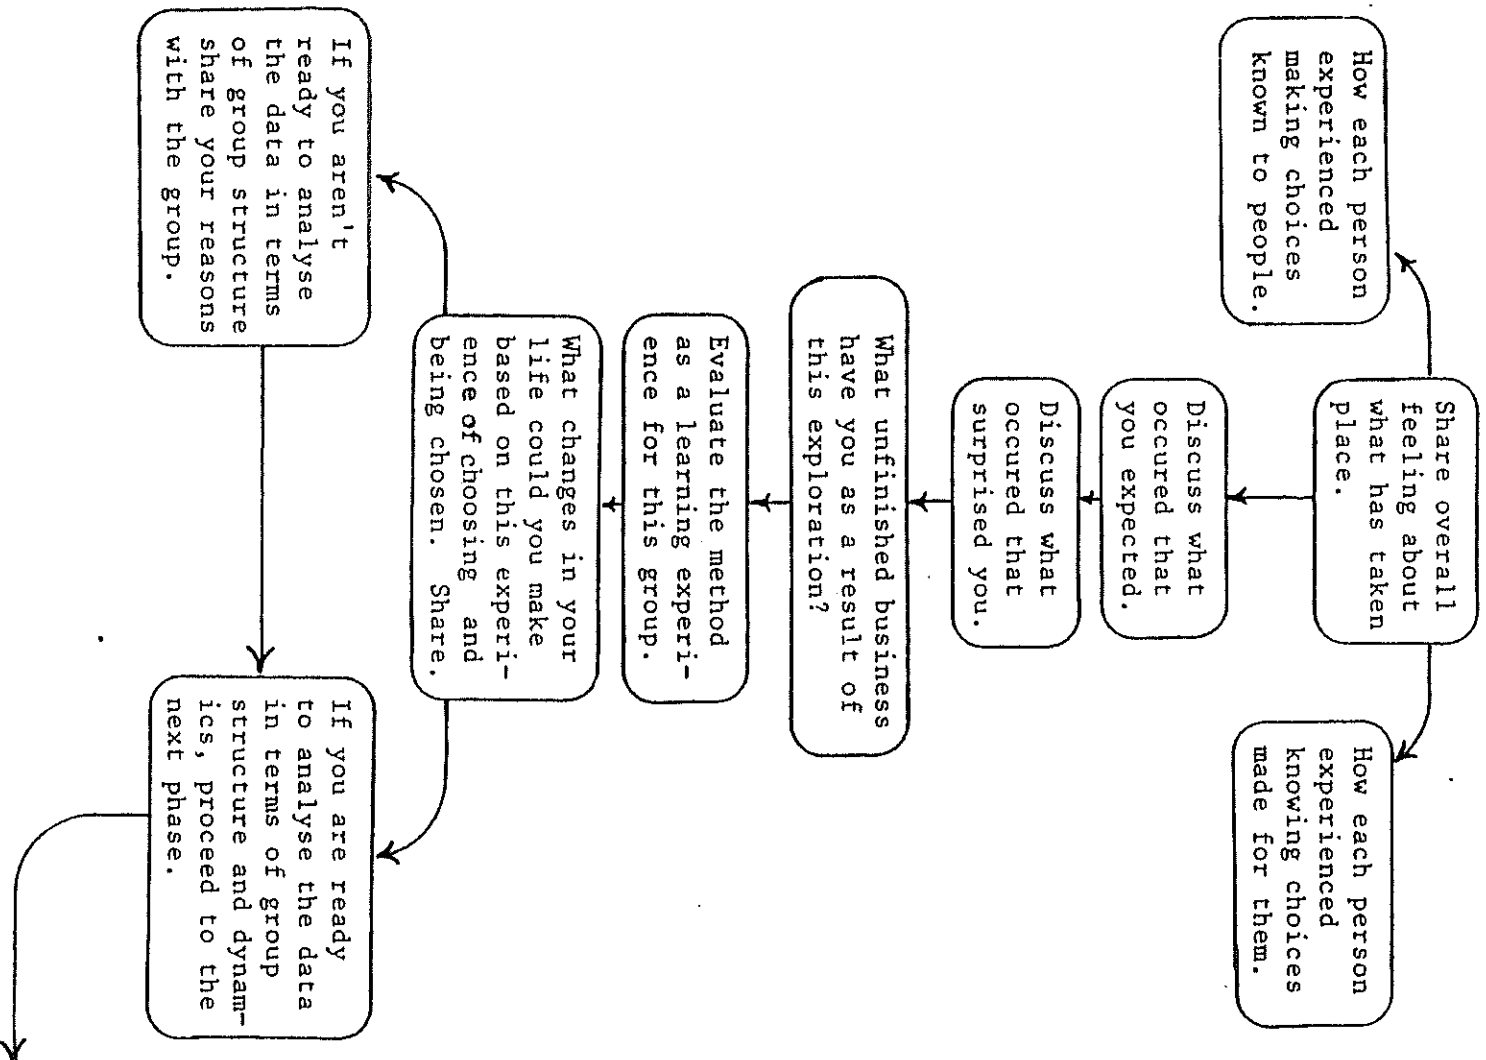 Share overall
feeling about
what has taken
place.
How each person
experienced
making choices
known to people.
How each person
experienced
knowing choices
made for them.
Discuss what
occured that
you expected.
Discuss what
occured that
surprised you.
What unfinished business
have you as a result of
this exploration?
Evaluate the method
as a learning experi-
ence for this group.
What changes in your
life could you make
based on this experi-
ence of choosing and
being chosen. Share.
If you aren't
ready to analyse
the data in terms
of group structure
share your reasons
with the group.
If you are ready
to analyse the data
in terms of group
structure and dynam-
ics, proceed to the
next phase.